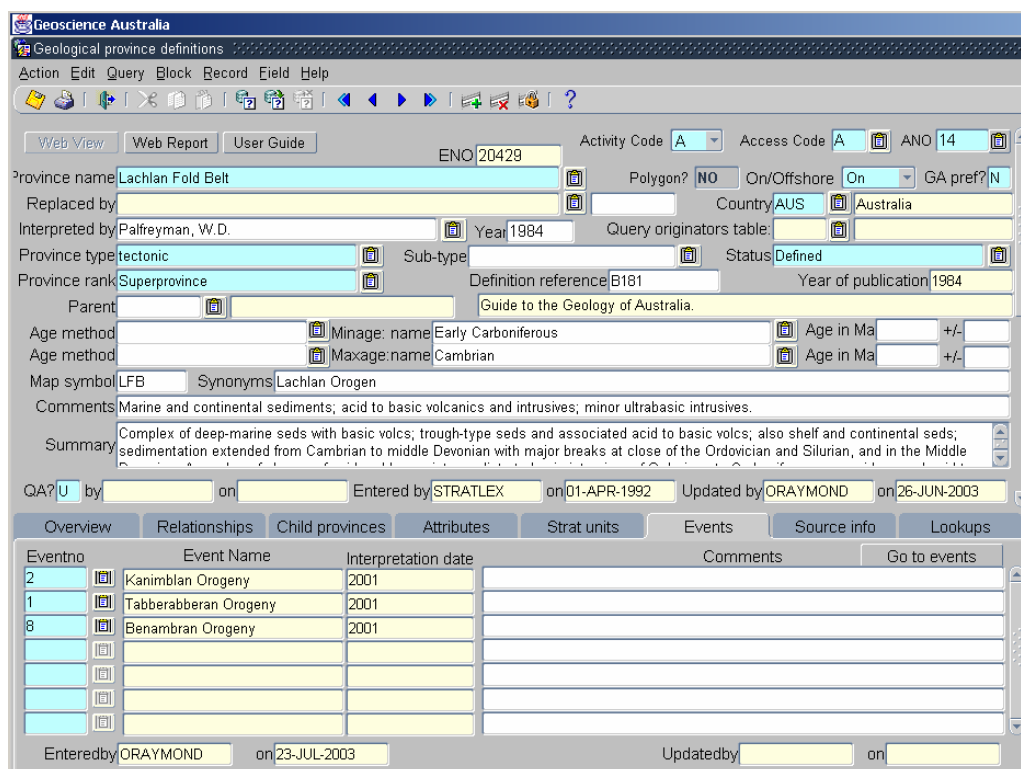 Geoscience Australia
Geological province definitions
Action Edit Query Block Record Field Help
Web View Web Report User Guide ENO 20429 Activity Code A Access Code A ANO 14
Province name Lachlan Fold Belt Polygon? NO On/Offshore On GA pref? N
Replaced by Country AUS Australia
Interpreted by Palfreyman, W.D. Year 1984 Query originators table:
Province type tectonic Sub-type Status Defined
Province rank Superprovince Definition reference B181 Year of publication 1984
Parent Guide to the Geology of Australia.
Age method Minage: name Early Carboniferous Age in Ma +/-
Age method Maxage:name Cambrian Age in Ma +/-
Map symbol LFB Synonyms Lachlan Orogen
Comments Marine and continental sediments; acid to basic volcanics and intrusives; minor ultrabasic intrusives.
Summary Complex of deep-marine seds with basic volcs; trough-type seds and associated acid to basic volcs; also shelf and continental seds;
sedimentation extended from Cambrian to middle Devonian with major breaks at close of the Ordovician and Silurian, and in the Middle
QA? U by on Entered by STRATLEX on 01-APR-1992 Updated by ORAYMOND on 26-JUN-2003
Overview Relationships Child provinces Attributes Strat units Events Source info Lookups
Eventno Event Name Interpretation date Comments Go to events
2 Kanimblan Orogeny 2001
1 Tabberabberan Orogeny 2001
8 Benambran Orogeny 2001
Enteredby ORAYMOND on 23-JUL-2003 Updatedby on